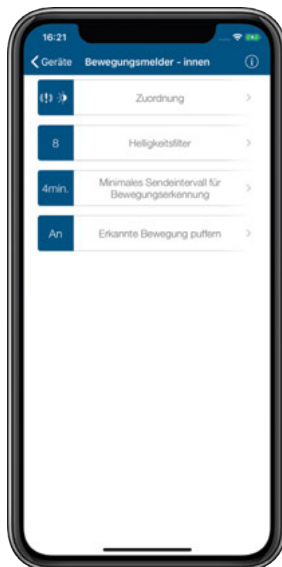 16:21
Geräte Bewegungsmelder - innen
Zuordnung
8 Helligkeitsfilter
4min. Minimales Sendeintervall für
Bewegungserkennung
An Erkannte Bewegung puffern